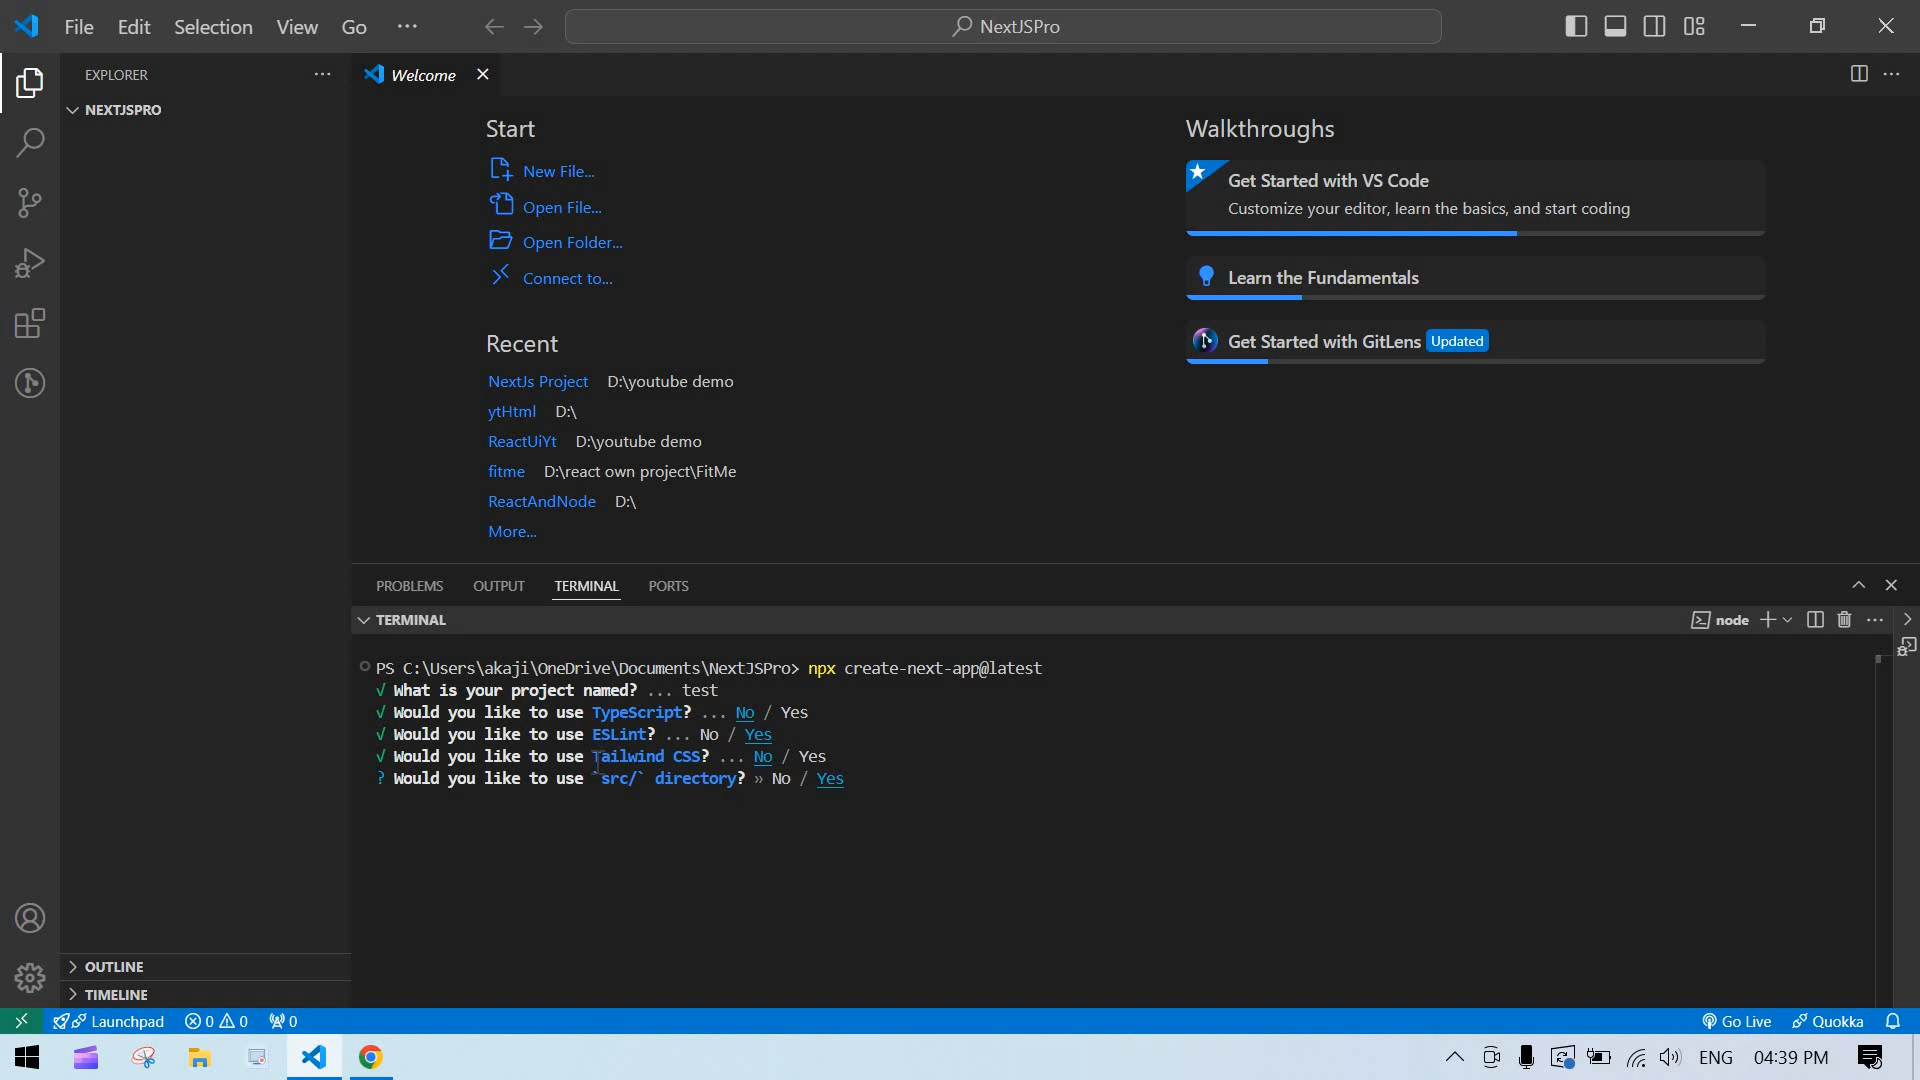 File Edit Selection View Go ···
NextJSPro
EXPLORER
NEXTJSPRO
Welcome
Start
New File...
Open File...
Open Folder...
Connect to...
Recent
NextJs Project D:\youtube demo
ytHtml D:\
ReactUiYt D:\youtube demo
fitme D:\react own project\FitMe
ReactAndNode D:\
More...
Walkthroughs
Get Started with VS Code
Customize your editor, learn the basics, and start coding
Learn the Fundamentals
Get Started with GitLens Updated
PROBLEMS OUTPUT TERMINAL PORTS
TERMINAL
node
PS C:\Users\akaji\OneDrive\Documents\NextJSPro> npx create-next-app@latest
√ What is your project named? ... test
√ Would you like to use TypeScript? ... No / Yes
√ Would you like to use ESLint? ... No / Yes
√ Would you like to use Tailwind CSS? ... No / Yes
? Would you like to use `src/` directory? » No / Yes
OUTLINE
TIMELINE
Launchpad 0 0 0
Go Live Quokka
ENG 04:39 PM